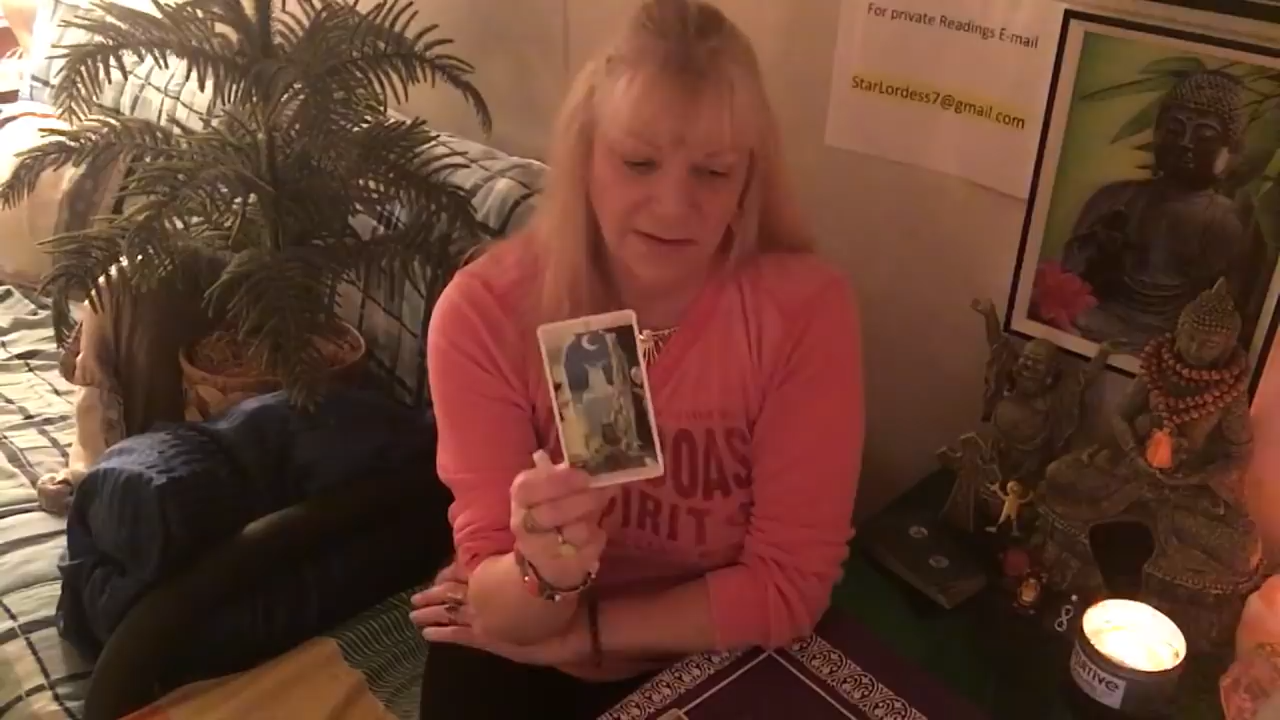 For private Readings E-mail
StarLordess7@gmail.com
OAS
PIRIT
ative